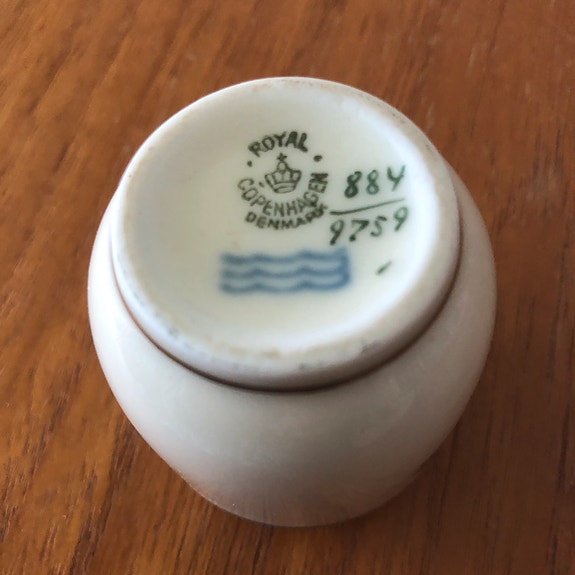 ROYAL
COPENHAGEN
DENMARK
884
9759